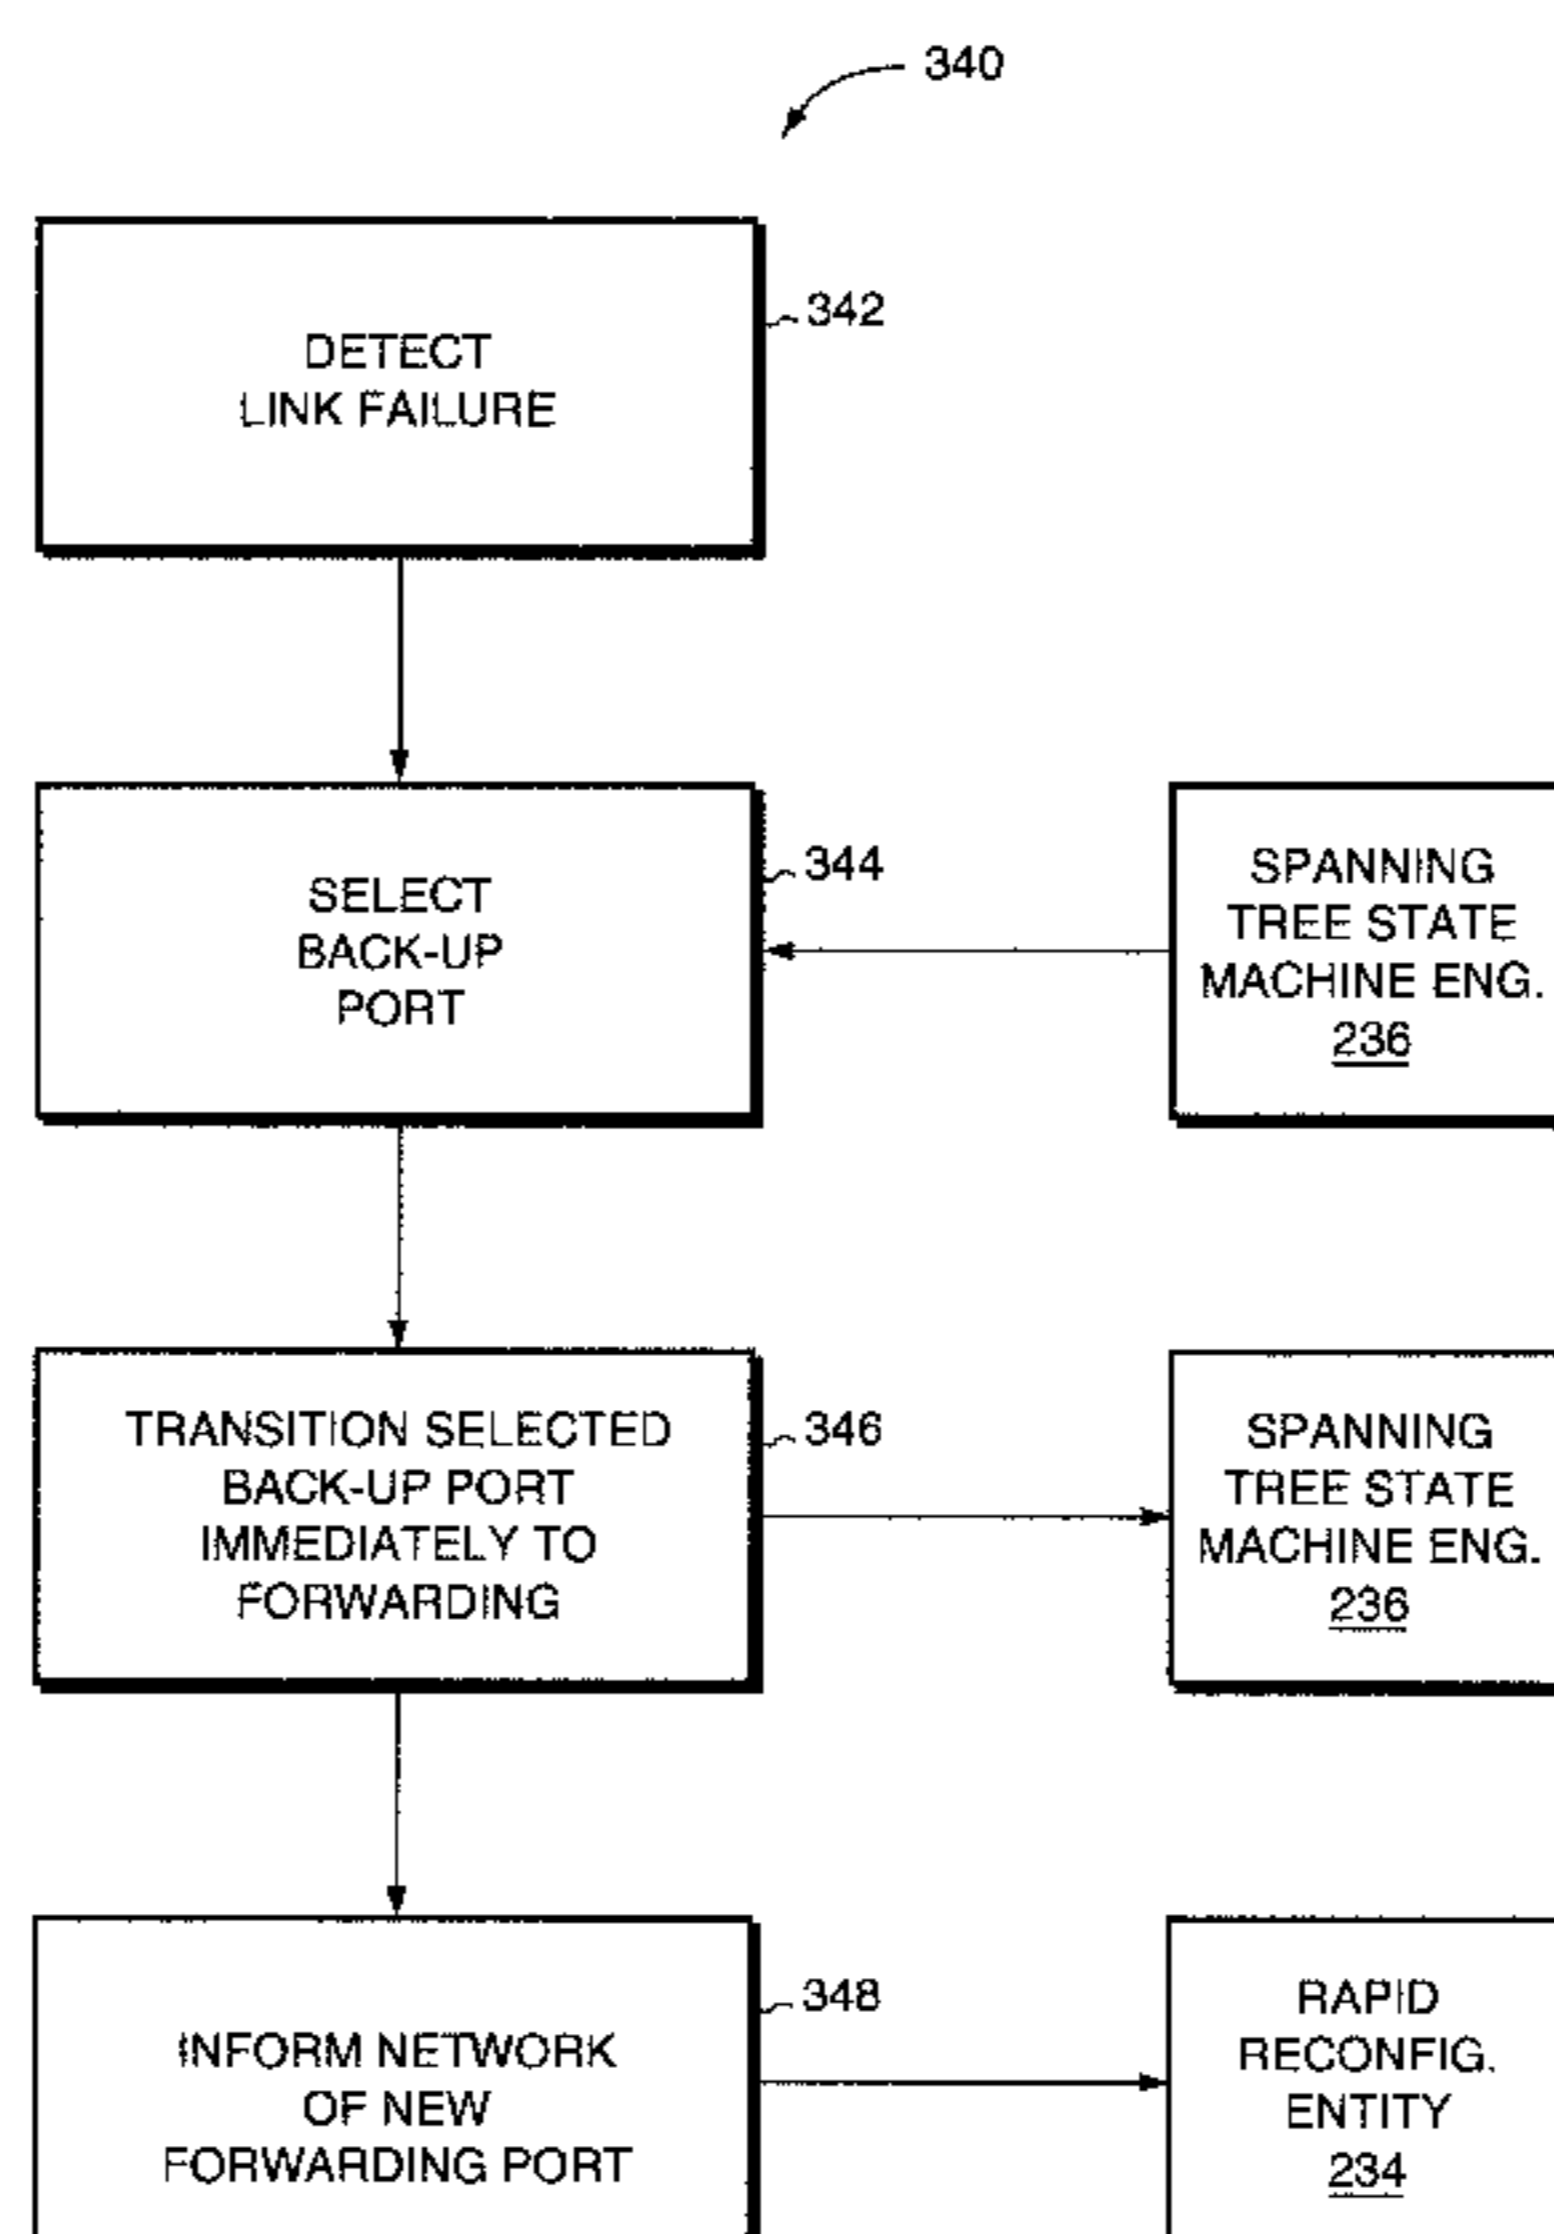 340
DETECT
LINK FAILURE
342
SELECT
BACK-UP
PORT
344
SPANNING
TREE STATE
MACHINE ENG.
236
TRANSITION SELECTED
BACK-UP PORT
IMMEDIATELY TO
FORWARDING
346
SPANNING
TREE STATE
MACHINE ENG.
236
INFORM NETWORK
OF NEW
FORWARDING PORT
348
RAPID
RECONFIG.
ENTITY
234